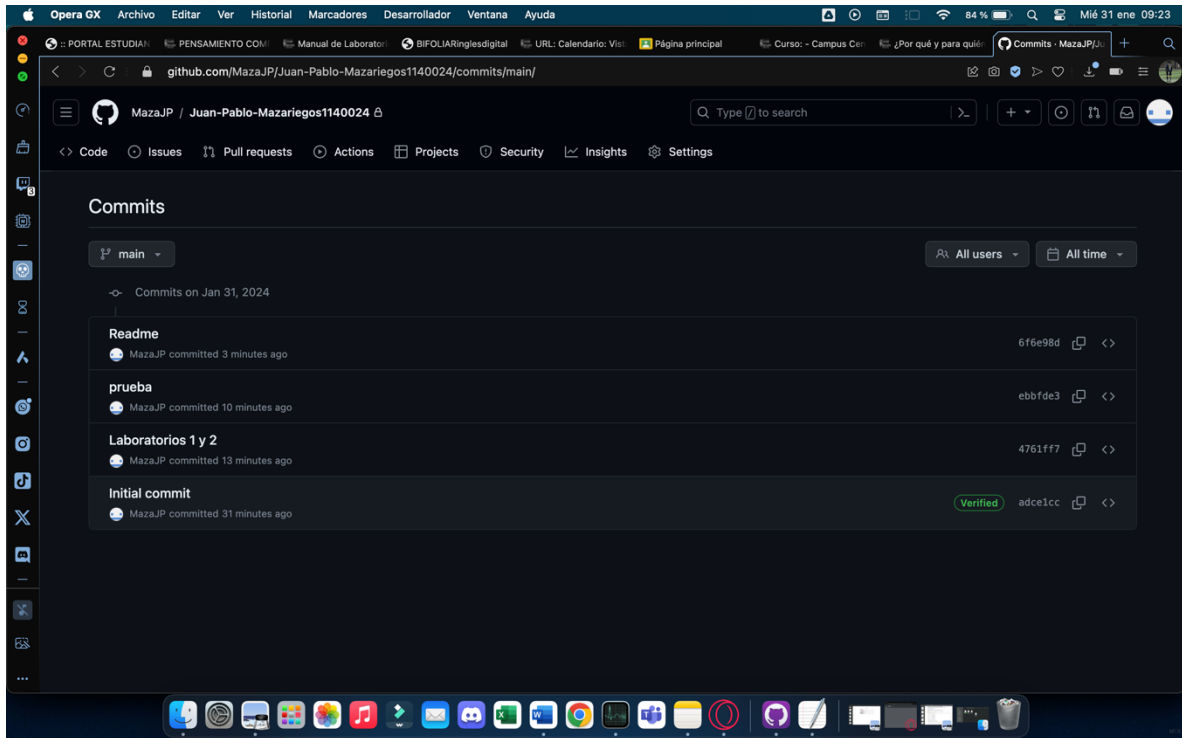 Opera GX Archivo Editar Ver Historial Marcadores Desarrollador Ventana Ayuda 84 % Mié 31 ene 09:23
:: PORTAL ESTUDIAN PENSAMIENTO COM Manual de Laborator BIFOLIARinglesdigital URL: Calendario: Vist Página principal Curso: - Campus Cen ¿Por qué y para quién Commits · MazaJP/Ju
github.com/MazaJP/Juan-Pablo-Mazariegos1140024/commits/main/
MazaJP / Juan-Pablo-Mazariegos1140024 Type / to search
Code Issues Pull requests Actions Projects Security Insights Settings
3
Commits
main All users All time
Commits on Jan 31, 2024
Readme
MazaJP committed 3 minutes ago 6f6e98d
prueba
MazaJP committed 10 minutes ago ebbfde3
Laboratorios 1 y 2
MazaJP committed 13 minutes ago 4761ff7
Initial commit
MazaJP committed 31 minutes ago Verified adce1cc